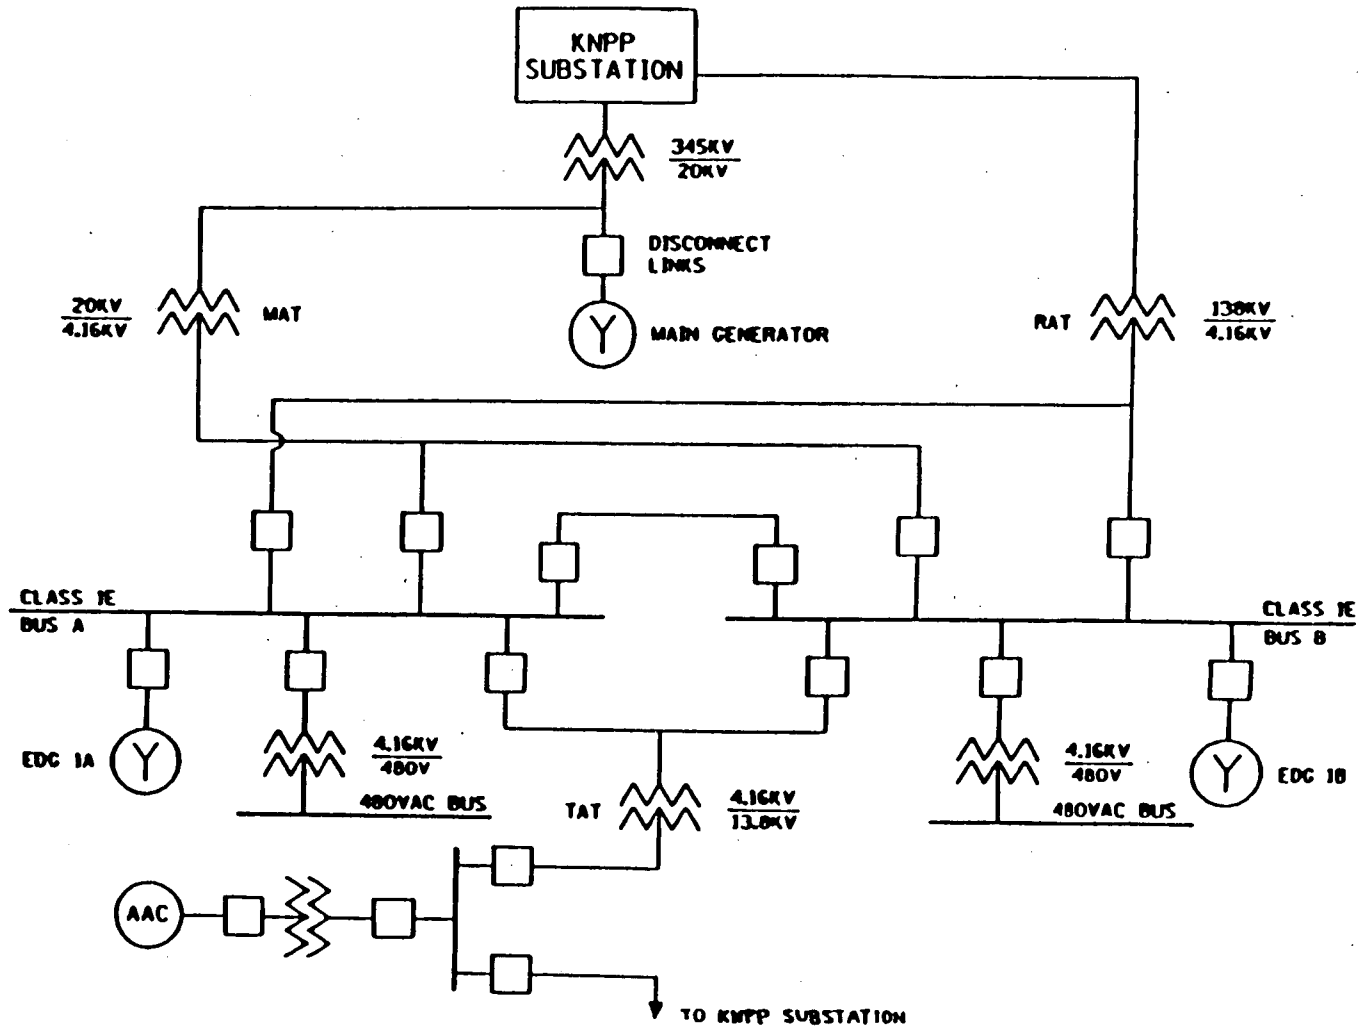 KNPP
SUBSTATION
345KV
20KV
DISCONNECT
LINKS
20KV
4.16KV
MAT
MAIN GENERATOR
RAT
138KV
4.16KV
CLASS 1E
BUS A
CLASS 1E
BUS B
EDG 1A
4.16KV
480V
480VAC BUS
TAT
4.16KV
13.8KV
4.16KV
480V
480VAC BUS
EDG 1B
AAC
TO KNPP SUBSTATION